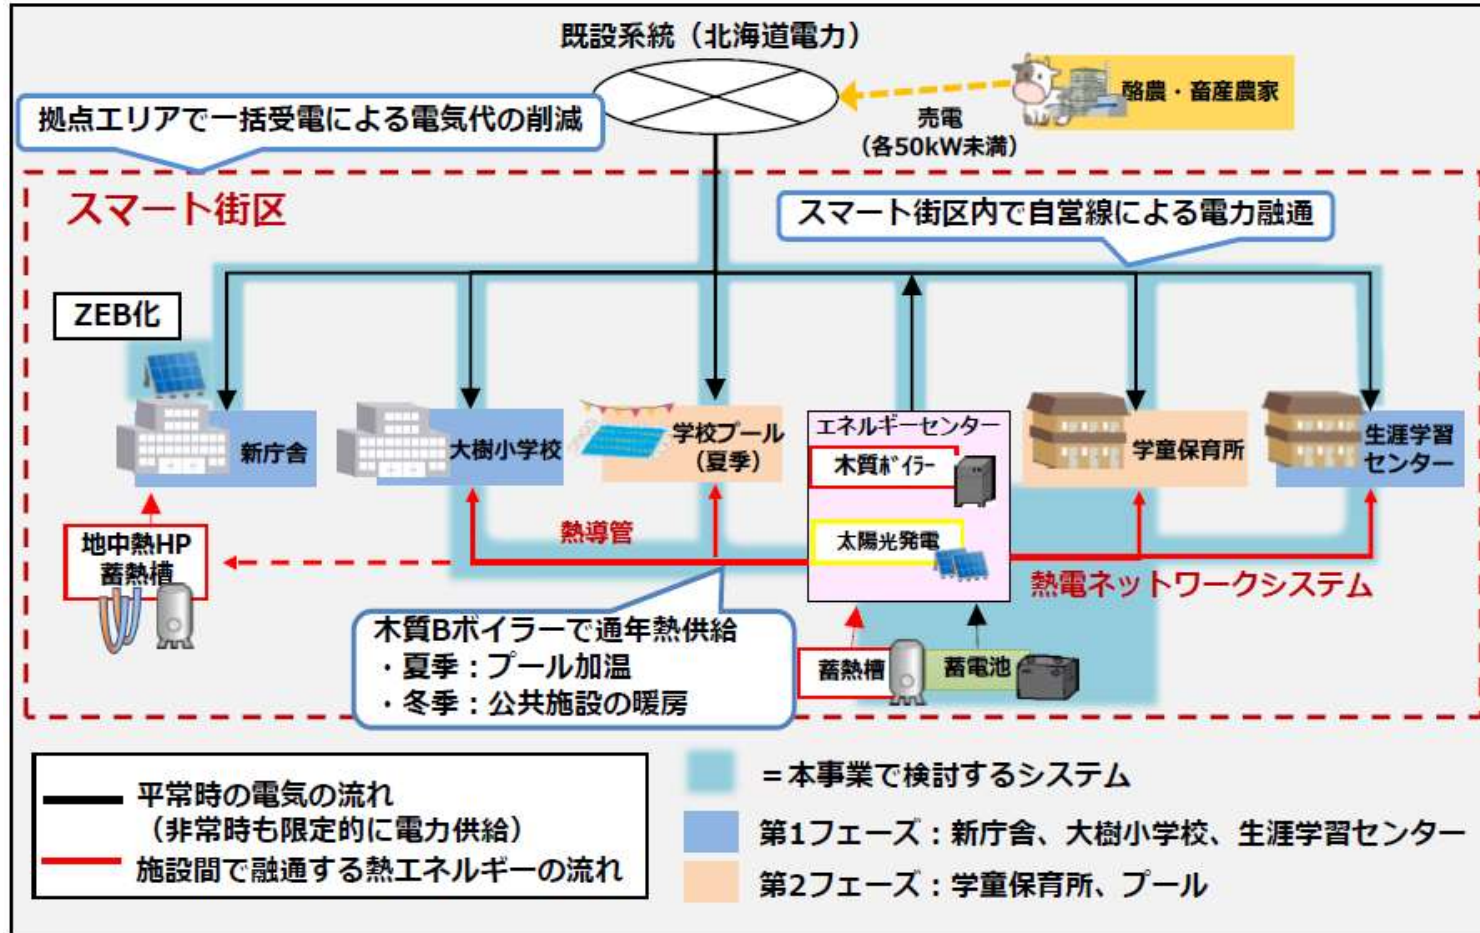 既設系統（北海道電力）
酪農・畜産農家
売電
（各50kW未満）
拠点エリアで一括受電による電気代の削減
スマート街区
スマート街区内で自営線による電力融通
ZEB化
新庁舎
大樹小学校
学校プール
（夏季）
エネルギーセンター
木質ﾎﾞｲﾗｰ
太陽光発電
学童保育所
生涯学習
センター
地中熱HP
蓄熱槽
熱導管
熱電ネットワークシステム
木質Bボイラーで通年熱供給
・夏季：プール加温
・冬季：公共施設の暖房
蓄熱槽
蓄電池
平常時の電気の流れ
（非常時も限定的に電力供給）
施設間で融通する熱エネルギーの流れ
＝本事業で検討するシステム
第1フェーズ：新庁舎、大樹小学校、生涯学習センター
第2フェーズ：学童保育所、プール